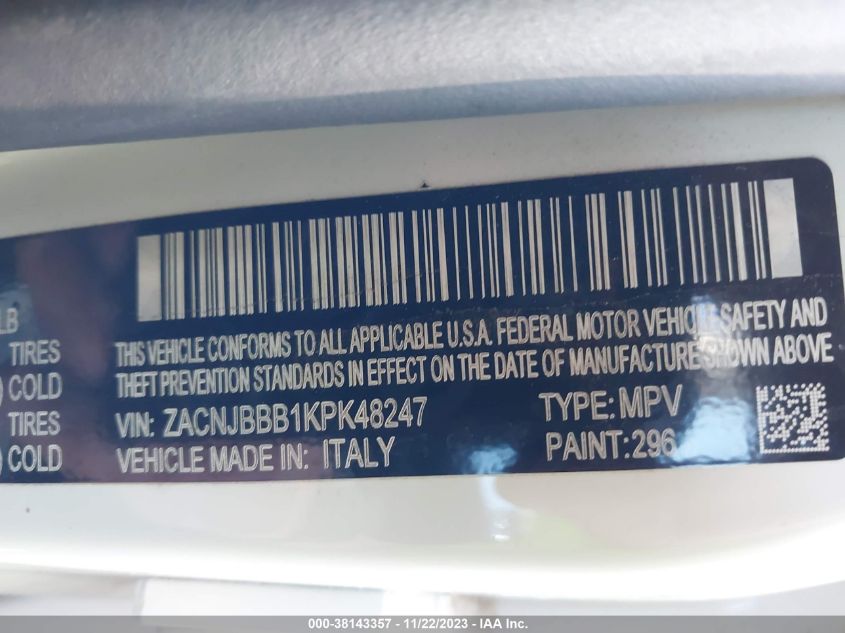 LB
TIRES
) COLD
TIRES
) COLD
THIS VEHICLE CONFORMS TO ALL APPLICABLE U.S.A. FEDERAL MOTOR VEHICLE SAFETY AND
THEFT PREVENTION STANDARDS IN EFFECT ON THE DATE OF MANUFACTURE SHOWN ABOVE
VIN: ZACNJBBB1KPK48247 TYPE: MPV
VEHICLE MADE IN: ITALY PAINT: 296
000-38143357 - 11/22/2023 - IAA Inc.